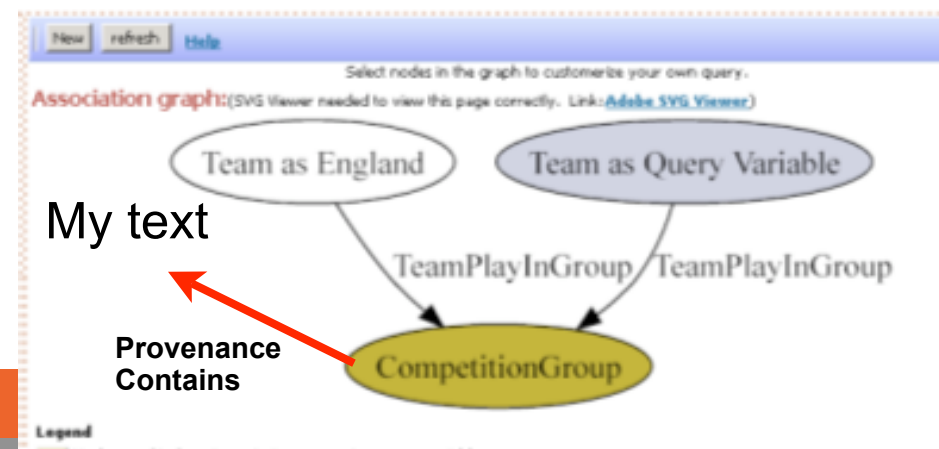 New refresh Help
Select nodes in the graph to customerize your own query.
Association graph:(SVG Viewer needed to view this page correctly. Link:Adobe SVG Viewer)
Team as England
Team as Query Variable
My text
TeamPlayInGroup
TeamPlayInGroup
Provenance
Contains
CompetitionGroup
Legend